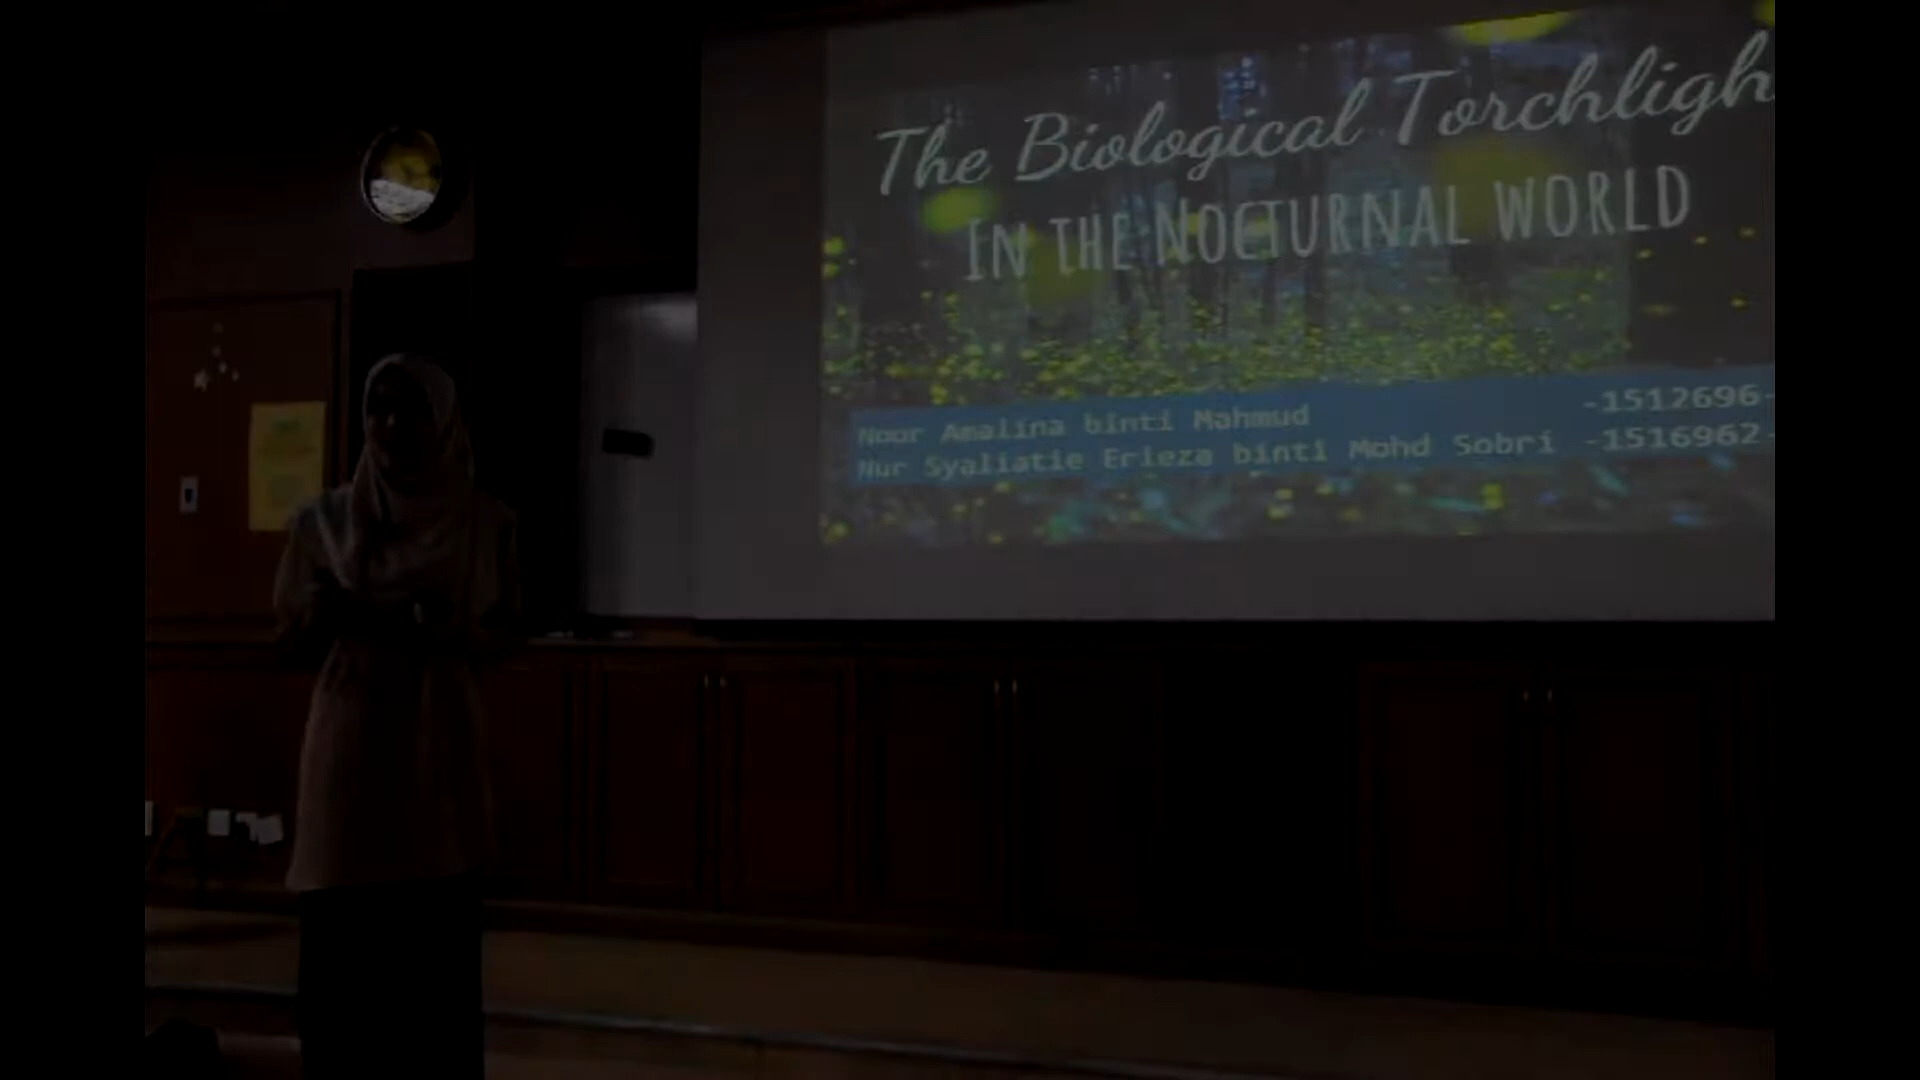 The Biological Torchligh
IN THE NOCTURNAL WORLD
Noor Amalina binti Mahmud -1512696-
Nur Syaliatie Erieza binti Mohd Sobri -1516962-